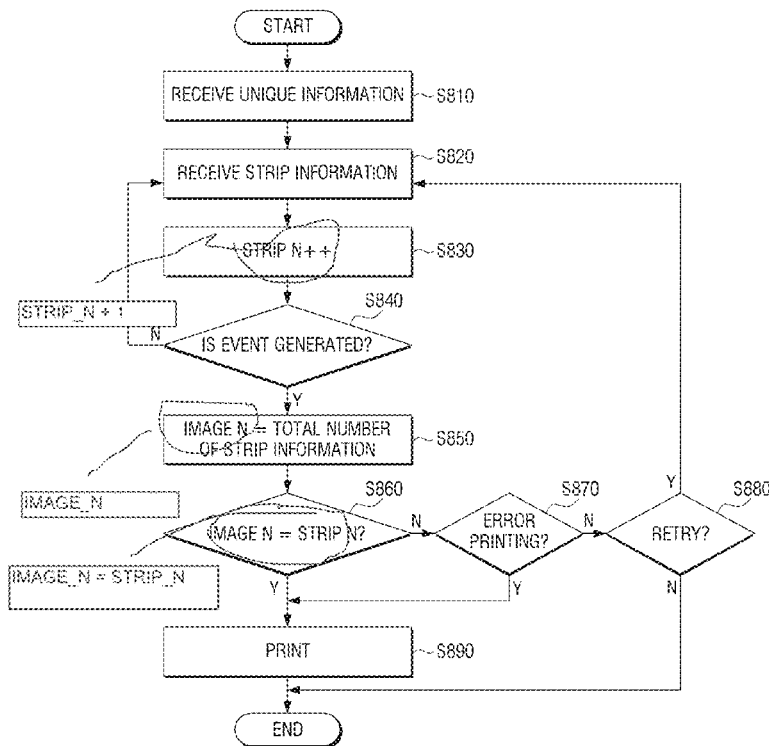 START
RECEIVE UNIQUE INFORMATION
S810
RECEIVE STRIP INFORMATION
S820
STRIP N++
S830
STRIP_N + 1
N
S840
IS EVENT GENERATED?
Y
IMAGE N = TOTAL NUMBER
OF STRIP INFORMATION
S850
IMAGE_N
S860
IMAGE N = STRIP N?
N
S870
ERROR
PRINTING?
N
Y
S880
RETRY?
IMAGE_N = STRIP_N
Y
Y
N
PRINT
S890
END